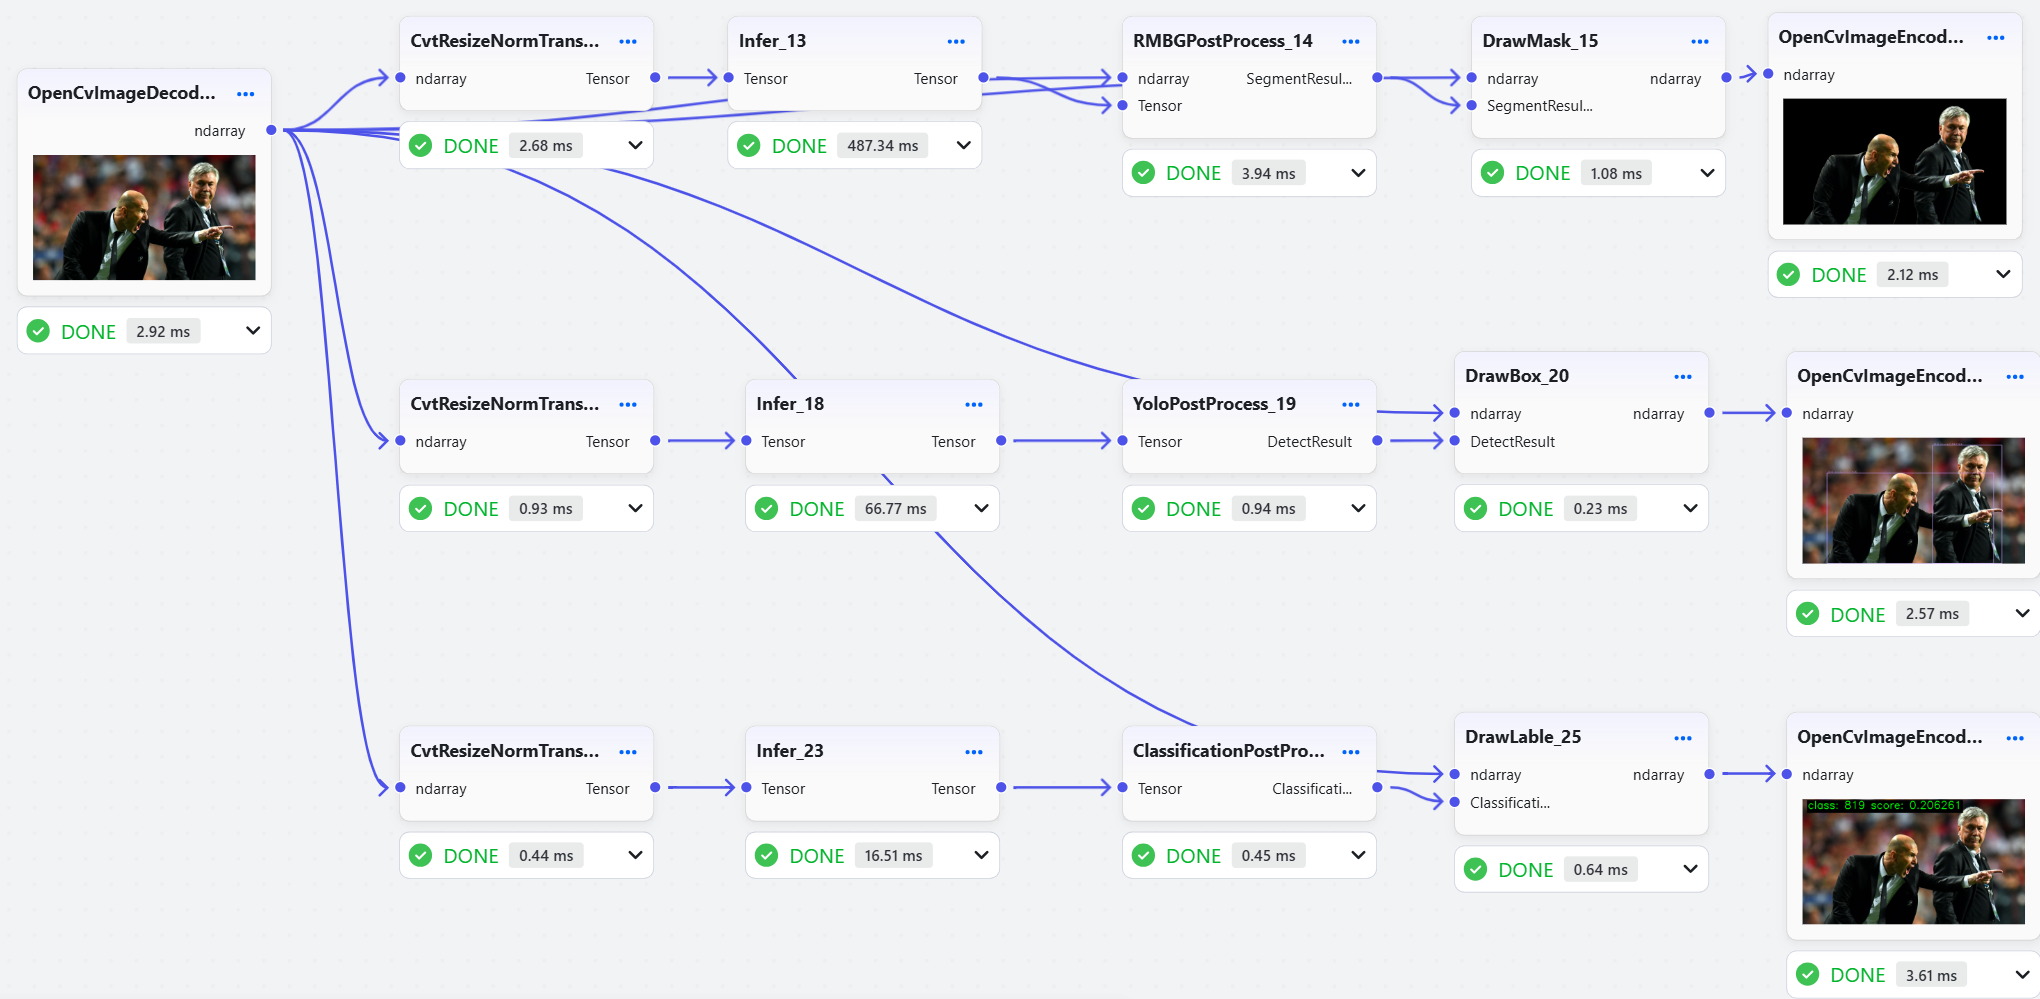 OpenCvImageDecod...
ndarray
DONE 2.92 ms
CvtResizeNormTrans...
ndarray Tensor
DONE 2.68 ms
Infer_13
Tensor Tensor
DONE 487.34 ms
RMBGPostProcess_14
ndarray SegmentResul...
Tensor
DONE 3.94 ms
DrawMask_15
ndarray ndarray
SegmentResul...
DONE 1.08 ms
OpenCvImageEncod...
ndarray
DONE 2.12 ms
CvtResizeNormTrans...
ndarray Tensor
DONE 0.93 ms
Infer_18
Tensor Tensor
DONE 66.77 ms
YoloPostProcess_19
Tensor DetectResult
DONE 0.94 ms
DrawBox_20
ndarray ndarray
DetectResult
DONE 0.23 ms
OpenCvImageEncod...
ndarray
DONE 2.57 ms
CvtResizeNormTrans...
ndarray Tensor
DONE 0.44 ms
Infer_23
Tensor Tensor
DONE 16.51 ms
ClassificationPostPro...
Tensor Classificati...
DONE 0.45 ms
DrawLable_25
ndarray ndarray
Classificati...
DONE 0.64 ms
OpenCvImageEncod...
ndarray
class: 819 score: 0.206261
DONE 3.61 ms